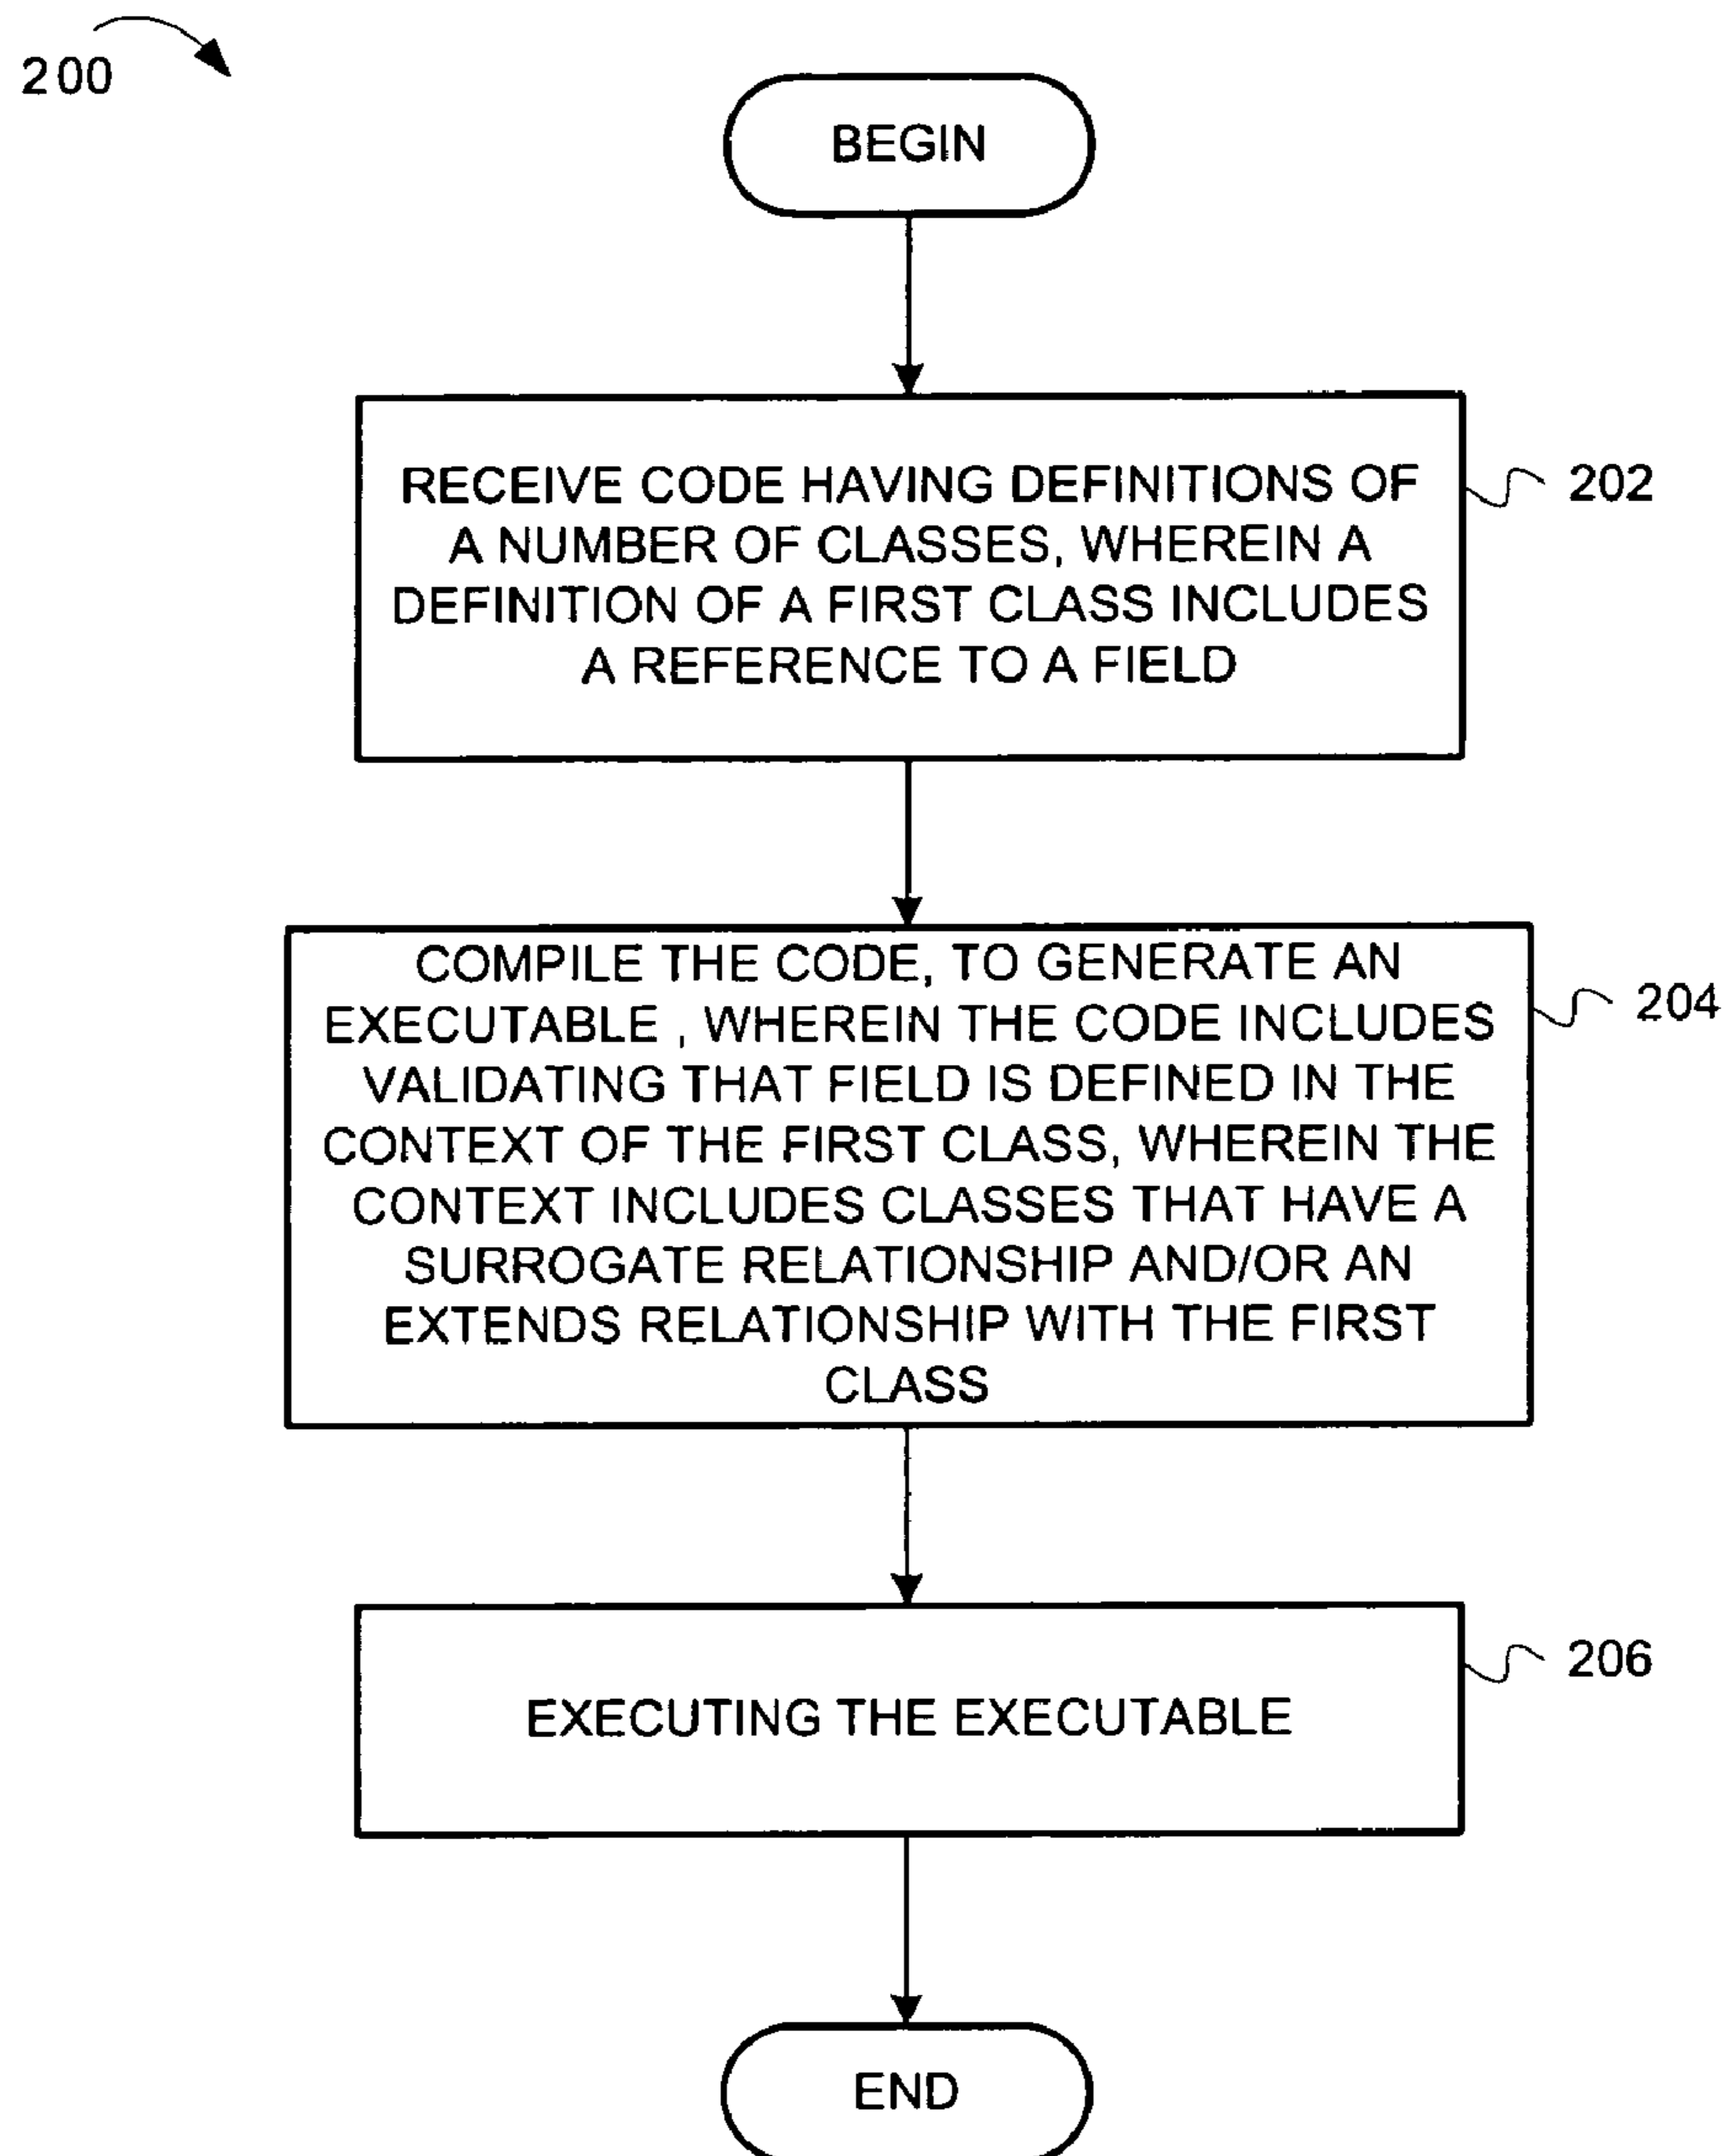 200
BEGIN
RECEIVE CODE HAVING DEFINITIONS OF
A NUMBER OF CLASSES, WHEREIN A
DEFINITION OF A FIRST CLASS INCLUDES
A REFERENCE TO A FIELD
202
COMPILE THE CODE, TO GENERATE AN
EXECUTABLE , WHEREIN THE CODE INCLUDES
VALIDATING THAT FIELD IS DEFINED IN THE
CONTEXT OF THE FIRST CLASS, WHEREIN THE
CONTEXT INCLUDES CLASSES THAT HAVE A
SURROGATE RELATIONSHIP AND/OR AN
EXTENDS RELATIONSHIP WITH THE FIRST
CLASS
204
EXECUTING THE EXECUTABLE
206
END